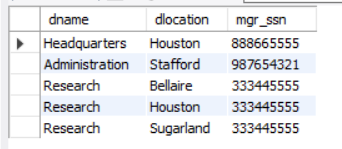 dname dlocation mgr_ssn
Headquarters Houston 888665555
Administration Stafford 987654321
Research Bellaire 333445555
Research Houston 333445555
Research Sugarland 333445555